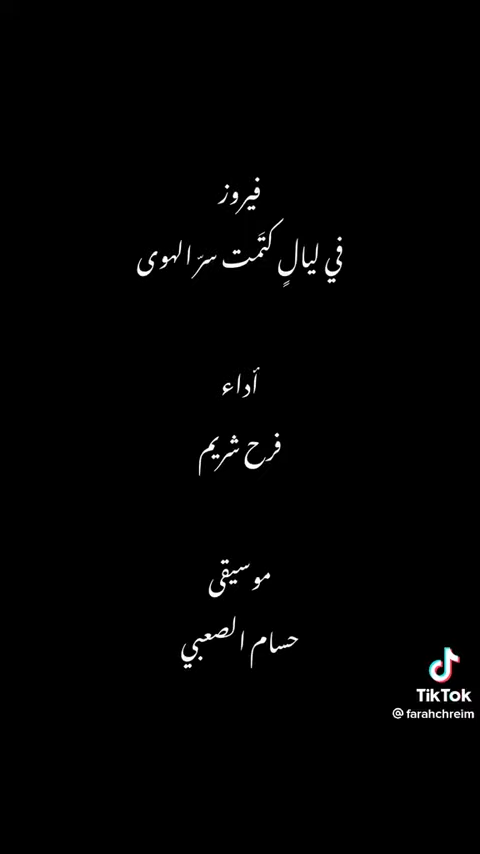 فيروز
في ليالٍ كتَمت سرّ الهوى
أداء
فرح شريم
موسيقى
حسام الصعبي
TikTok
@farahchreim